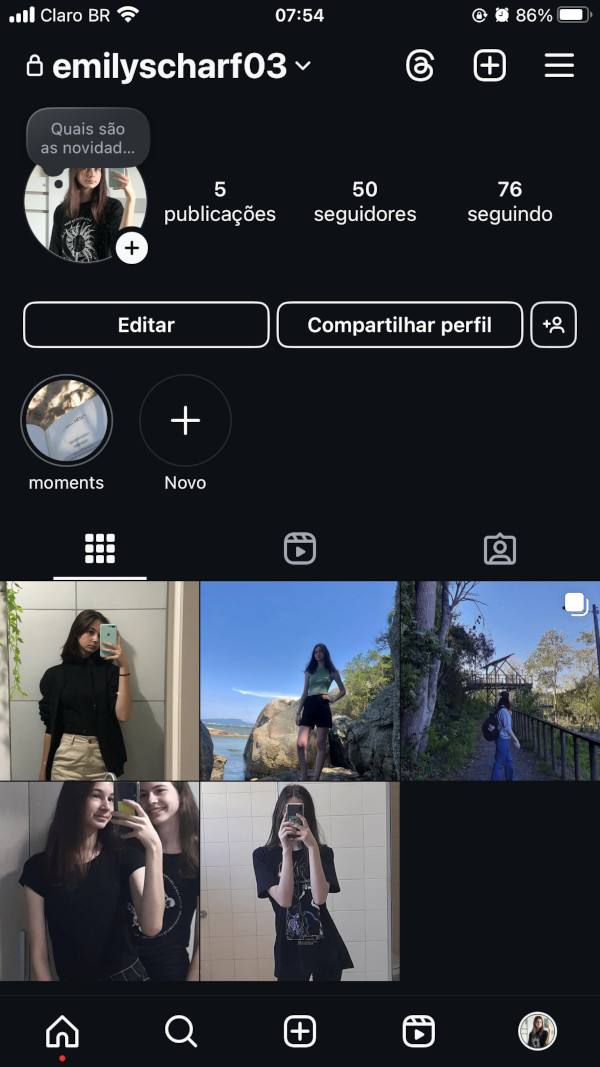 Claro BR 07:54 86%
emilyscharf03
Quais são
as novidad...
5 50 76
publicações seguidores seguindo
Editar Compartilhar perfil
moments Novo